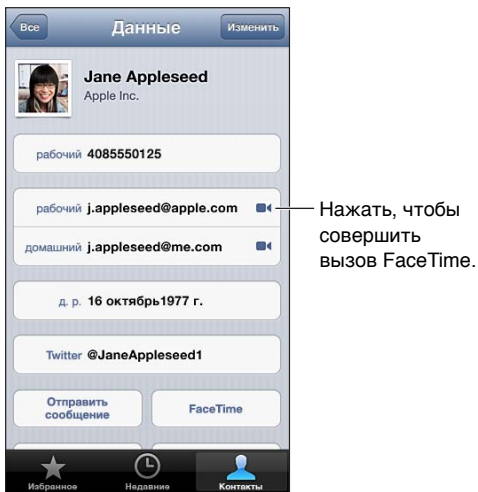 Все Данные Изменить
Jane Appleseed
Apple Inc.
рабочий 4085550125
рабочий j.appleseed@apple.com
домашний j.appleseed@me.com
Нажать, чтобы
совершить
вызов FaceTime.
д. р. 16 октябрь1977 г.
Twitter @JaneAppleseed1
Отправить
сообщение
FaceTime
Избранное Недавние Контакты